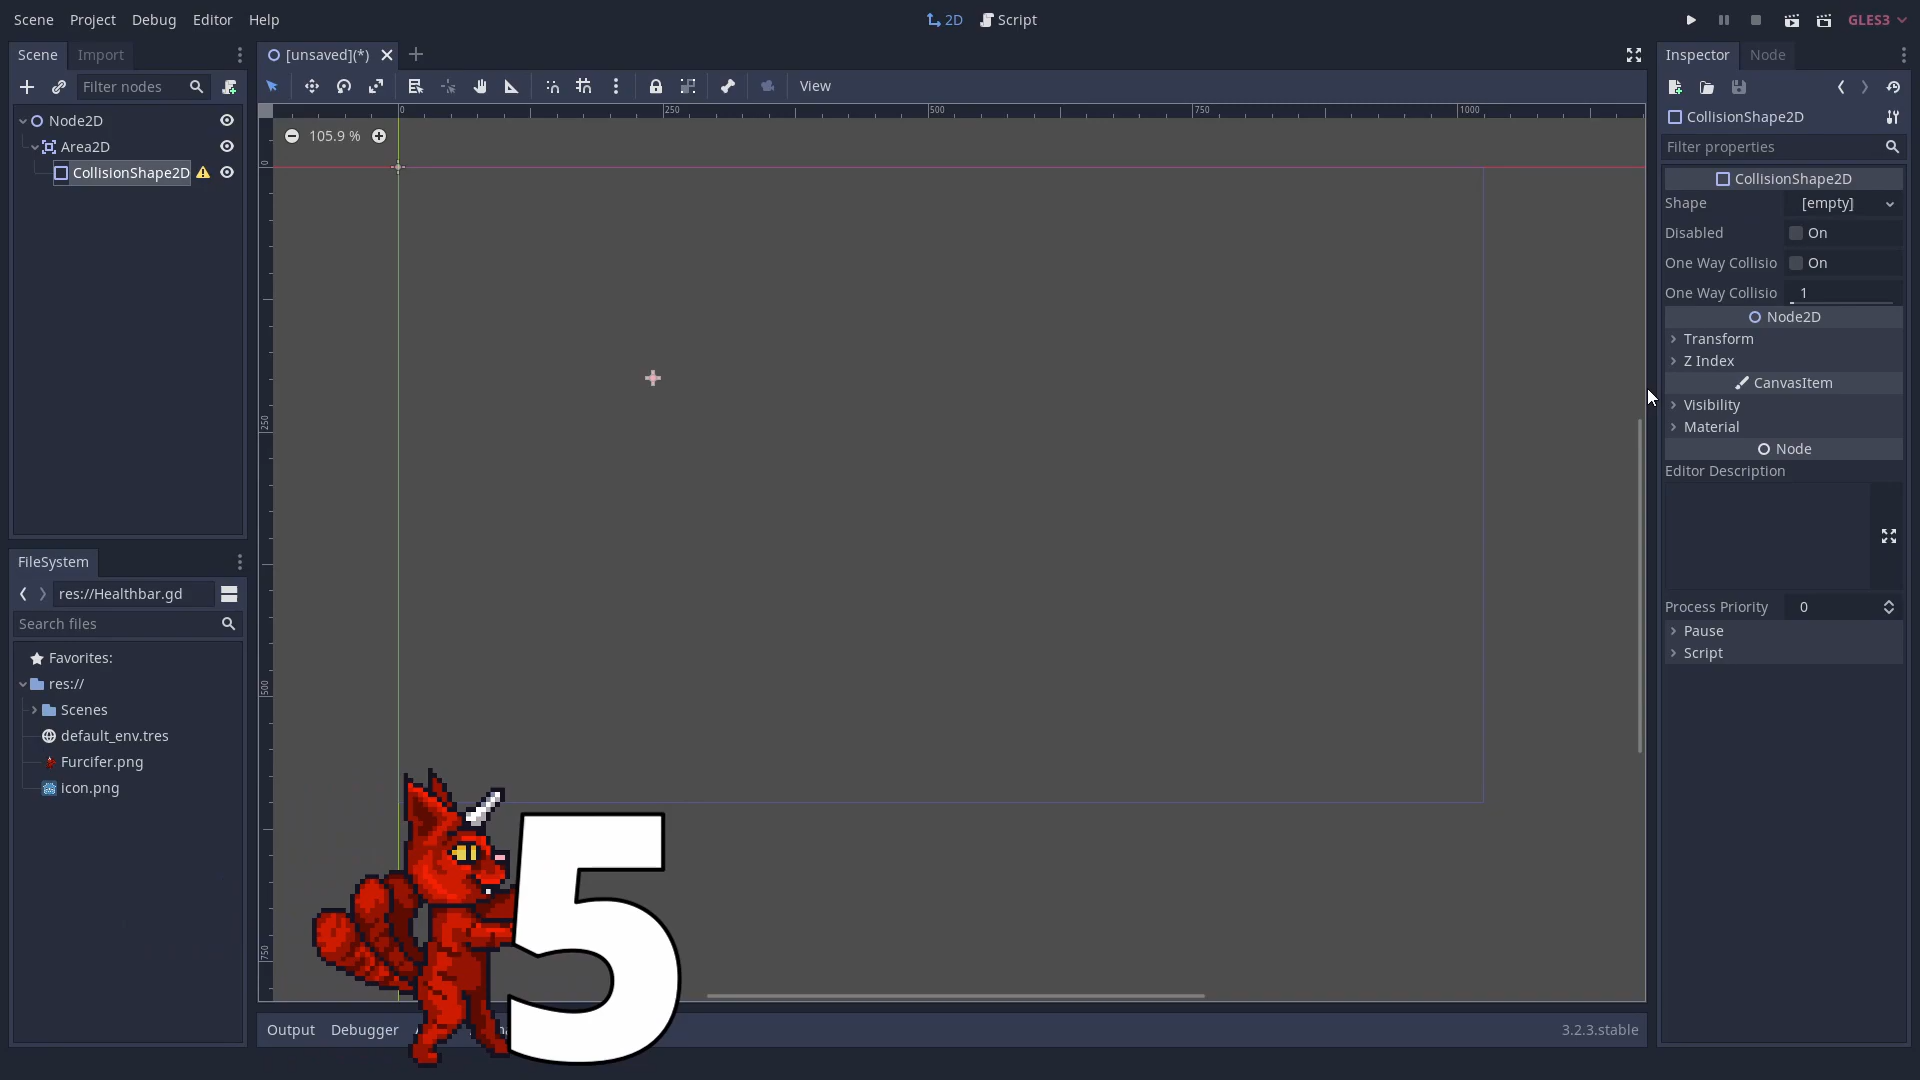 Scene Project Debug Editor Help
2D Script
GLES3
Scene Import
[unsaved](*)
Inspector Node
Filter nodes
View
Node2D
Area2D
CollisionShape2D
0 250 500 750 1000
105.9 %
0
250
500
750
CollisionShape2D
Filter properties
CollisionShape2D
Shape [empty]
Disabled On
One Way Collisio On
One Way Collisio 1
Node2D
Transform
Z Index
CanvasItem
Visibility
Material
Node
Editor Description
Process Priority 0
Pause
Script
FileSystem
res://Healthbar.gd
Search files
Favorites:
res://
Scenes
default_env.tres
Furcifer.png
icon.png
5
Output Debugger
3.2.3.stable